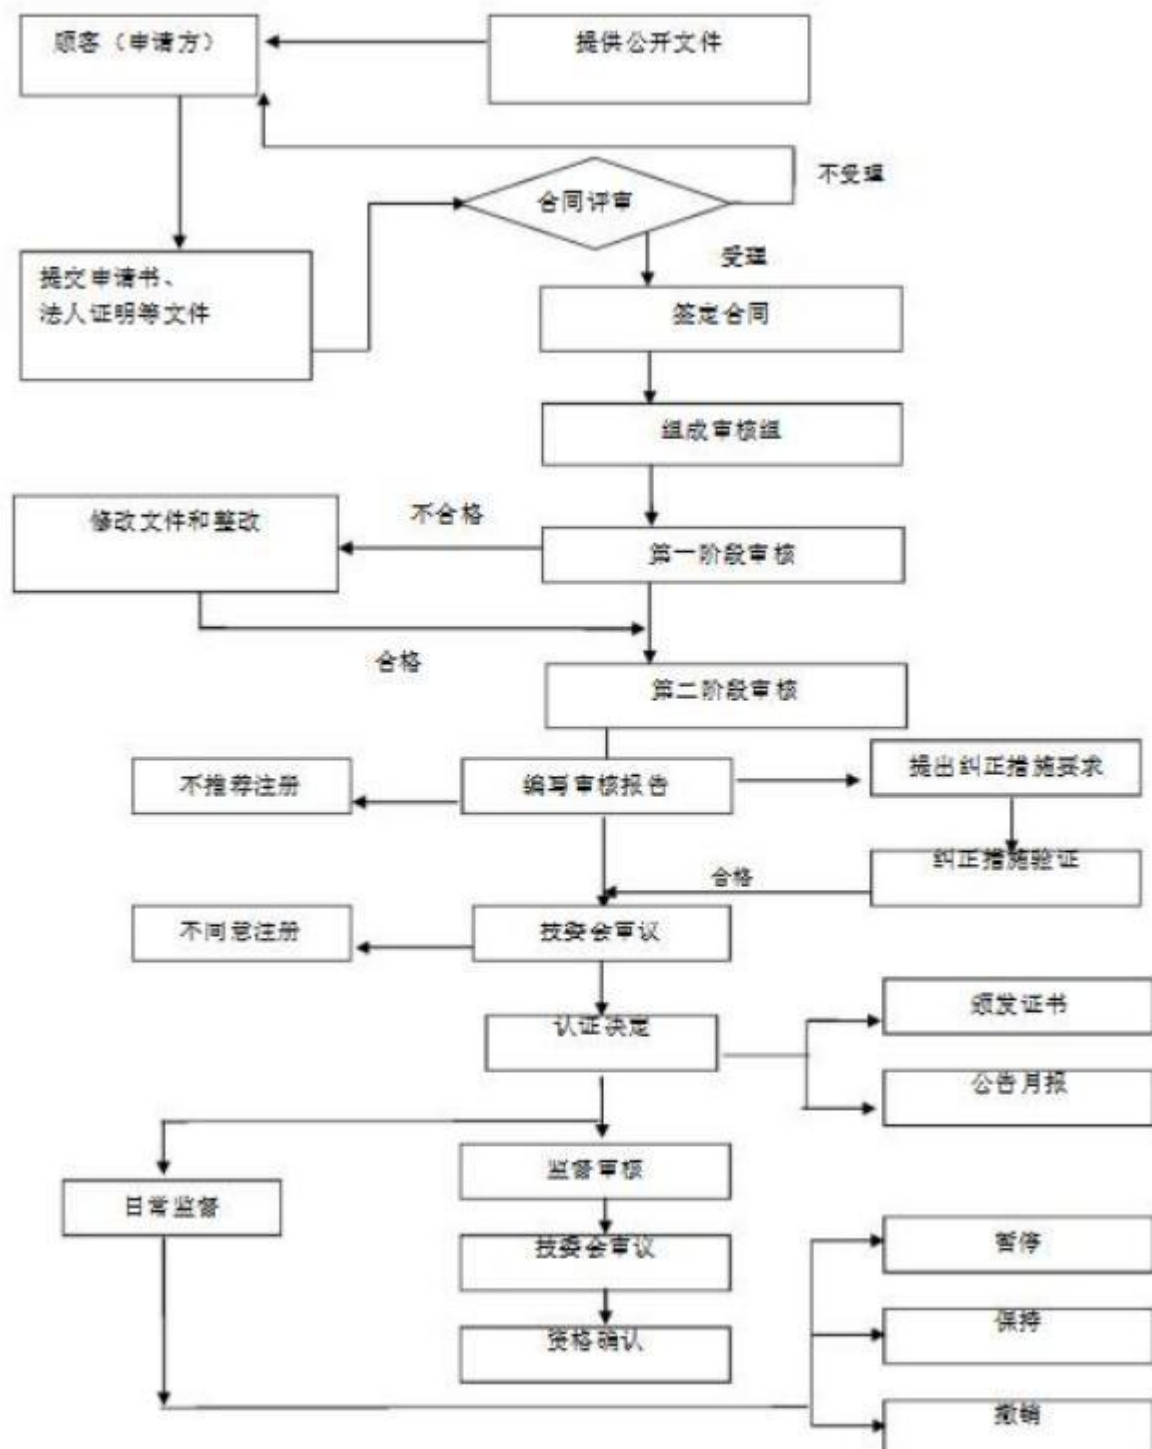 顾客（申请方）
提供公开文件
不受理
合同评审
受理
提交申请书、
法人证明等文件
签定合同
组成审核组
修改文件和整改
不合格
第一阶段审核
合格
第二阶段审核
不推荐注册
编写审核报告
提出纠正措施要求
纠正措施验证
合格
不同意注册
技委会审议
颁发证书
认证决定
公告月报
监督审核
日常监督
技委会审议
暂停
资格确认
保持
撤销